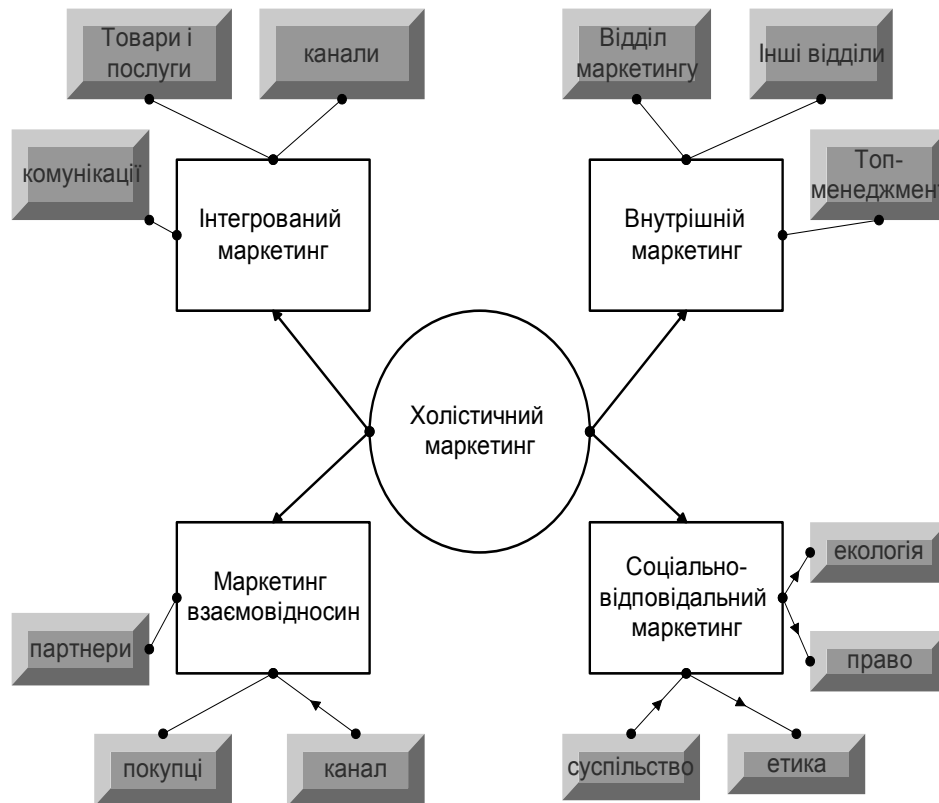 Товари і
послуги
канали
Відділ
маркетингу
Інші відділи
комунікації
Топ-
менеджмент
Інтегрований
маркетинг
Внутрішній
маркетинг
Холістичний
маркетинг
Маркетинг
взаємовідносин
Соціально-
відповідальний
маркетинг
екологія
партнери
право
покупці
канал
суспільство
етика